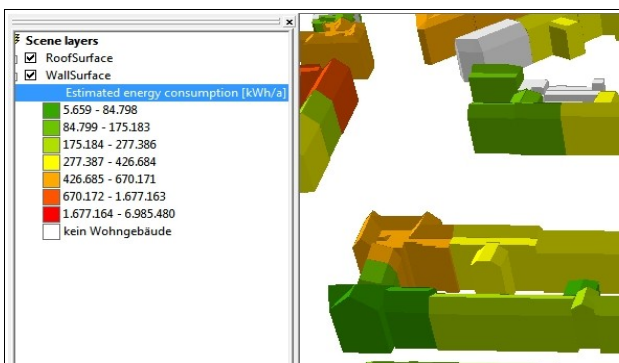 Scene layers
RoofSurface
WallSurface
Estimated energy consumption [kWh/a]
5.659 - 84.798
84.799 - 175.183
175.184 - 277.386
277.387 - 426.684
426.685 - 670.171
670.172 - 1.677.163
1.677.164 - 6.985.480
kein Wohngebäude